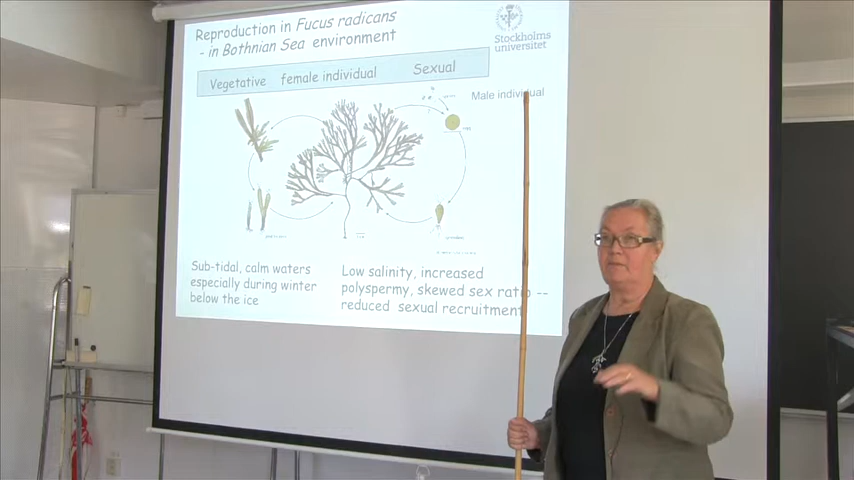 Reproduction in Fucus radicans
- in Bothnian Sea environment
Stockholms
universitet
Vegetative female individual Sexual
Male individual
Sub-tidal, calm waters
especially during winter
below the ice
Low salinity, increased
polyspermy, skewed sex ratio --
reduced sexual recruitment